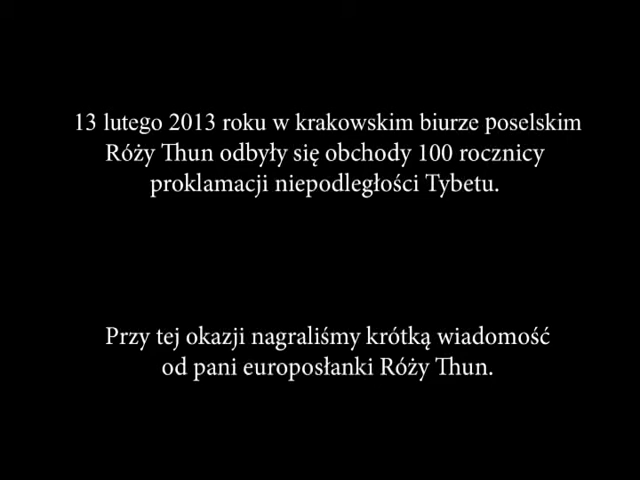 13 lutego 2013 roku w krakowskim biurze poselskim
Róży Thun odbyły się obchody 100 rocznicy
proklamacji niepodległości Tybetu.
Przy tej okazji nagraliśmy krótką wiadomość
od pani europosłanki Róży Thun.